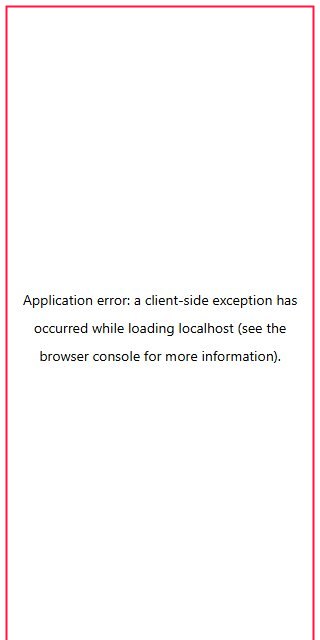 Application error: a client-side exception has
occurred while loading localhost (see the
browser console for more information).